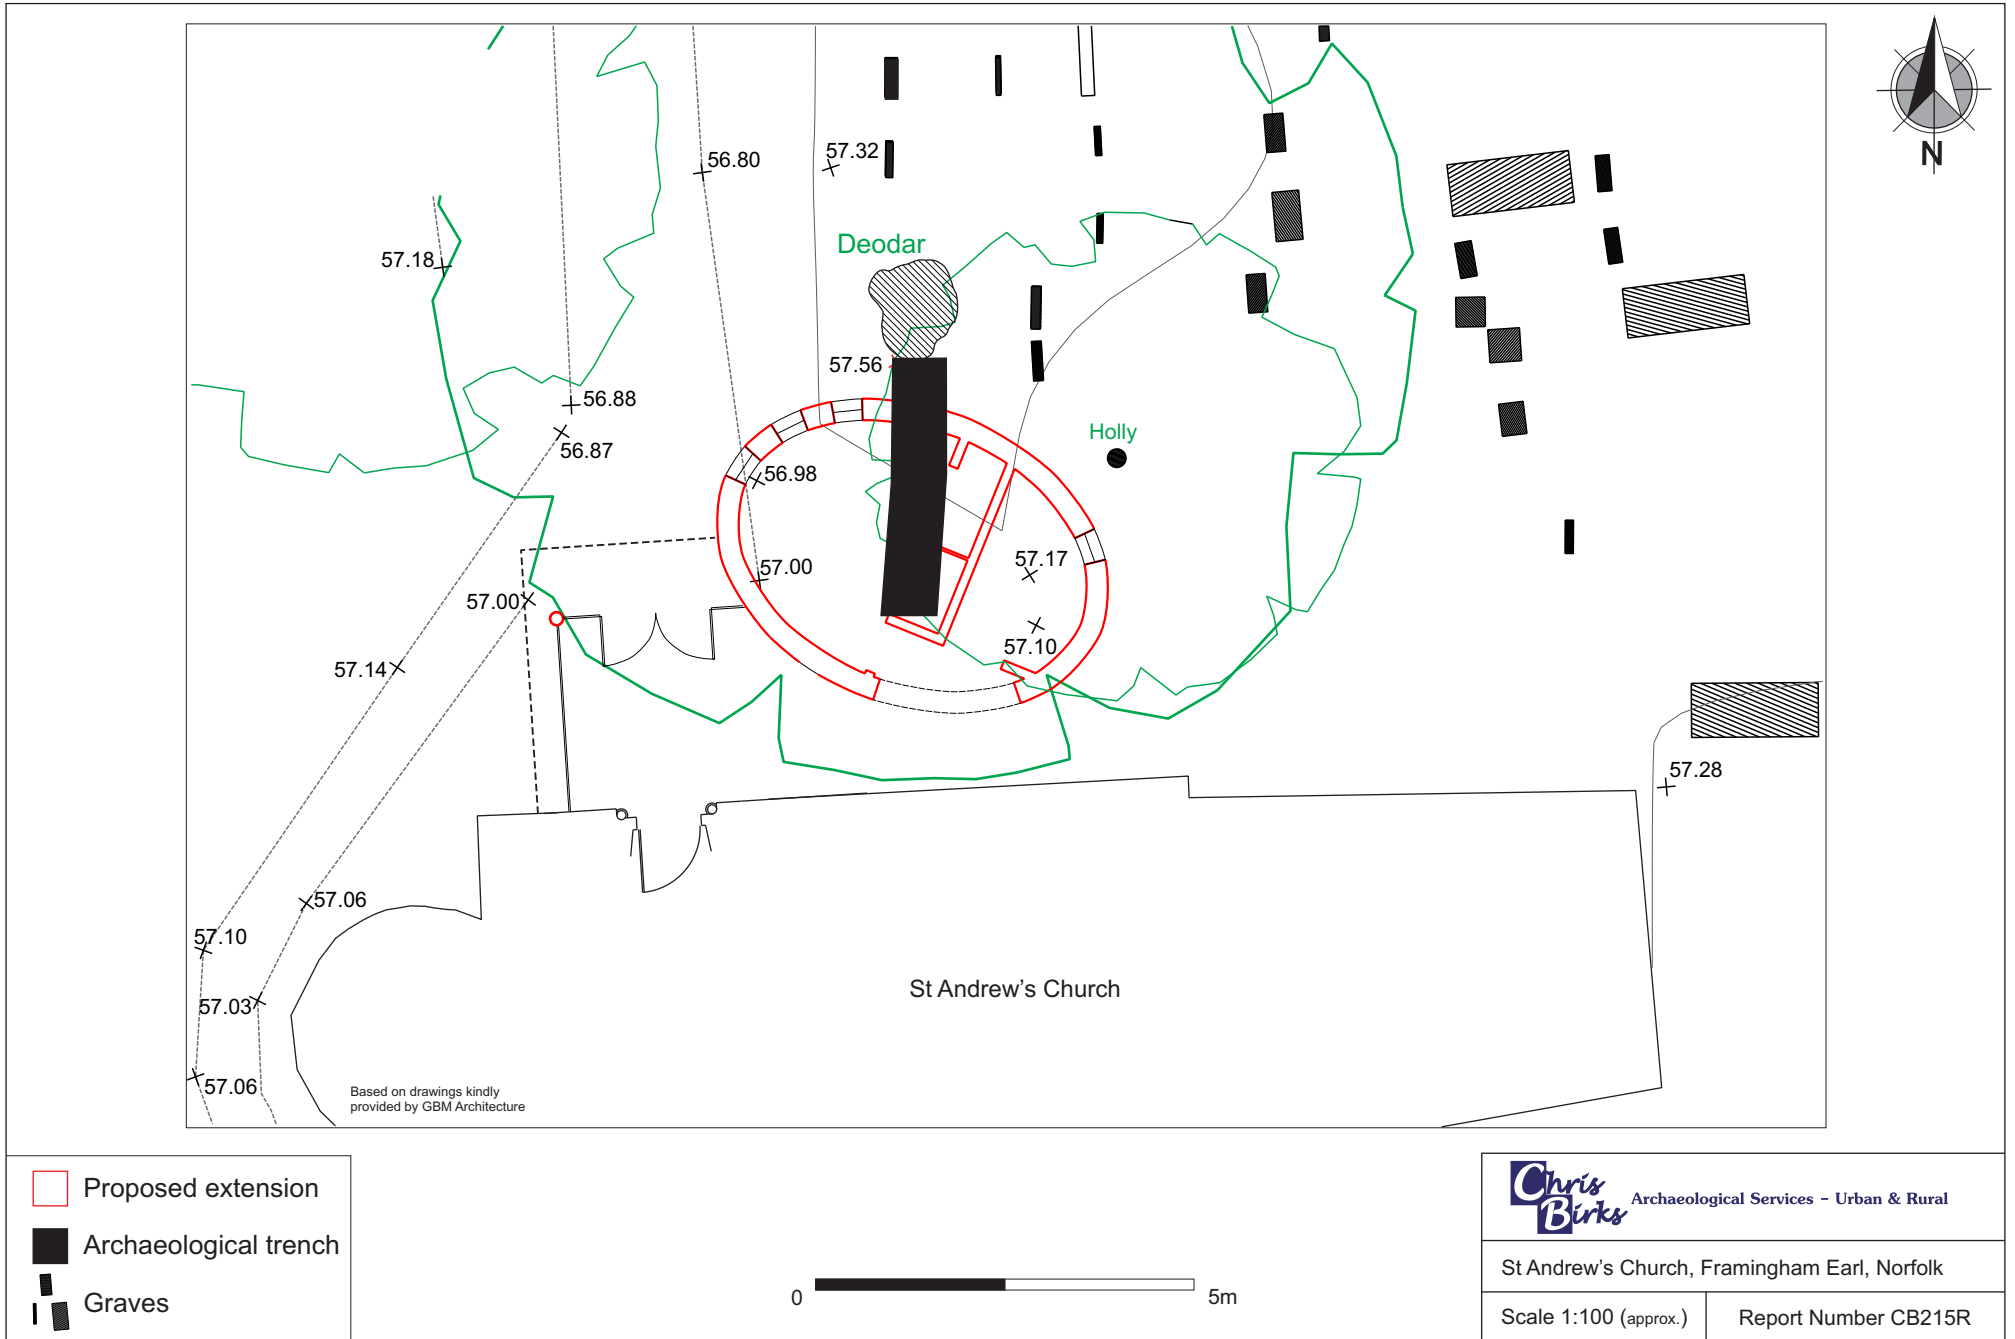 N
56.80
57.32
Deodar
57.18
57.56
56.88
Holly
56.87
56.98
57.17
57.00
57.00
57.10
57.14
57.28
57.06
57.10
St Andrew’s Church
57.03
57.06
Based on drawings kindly
provided by GBM Architecture
Proposed extension
Archaeological trench
Graves
0 5m
Chris
Birks
Archaeological Services - Urban & Rural
St Andrew’s Church, Framingham Earl, Norfolk
Scale 1:100 (approx.)
Report Number CB215R